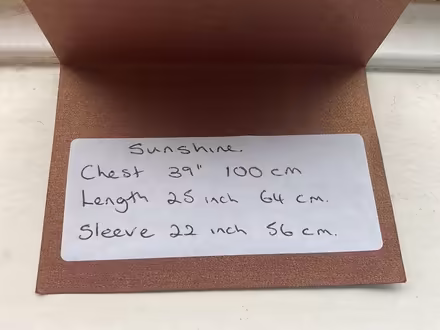 Sunshine.
Chest 39" 100 cm
Length 25 inch 64 cm.
Sleeve 22 inch 56 cm.